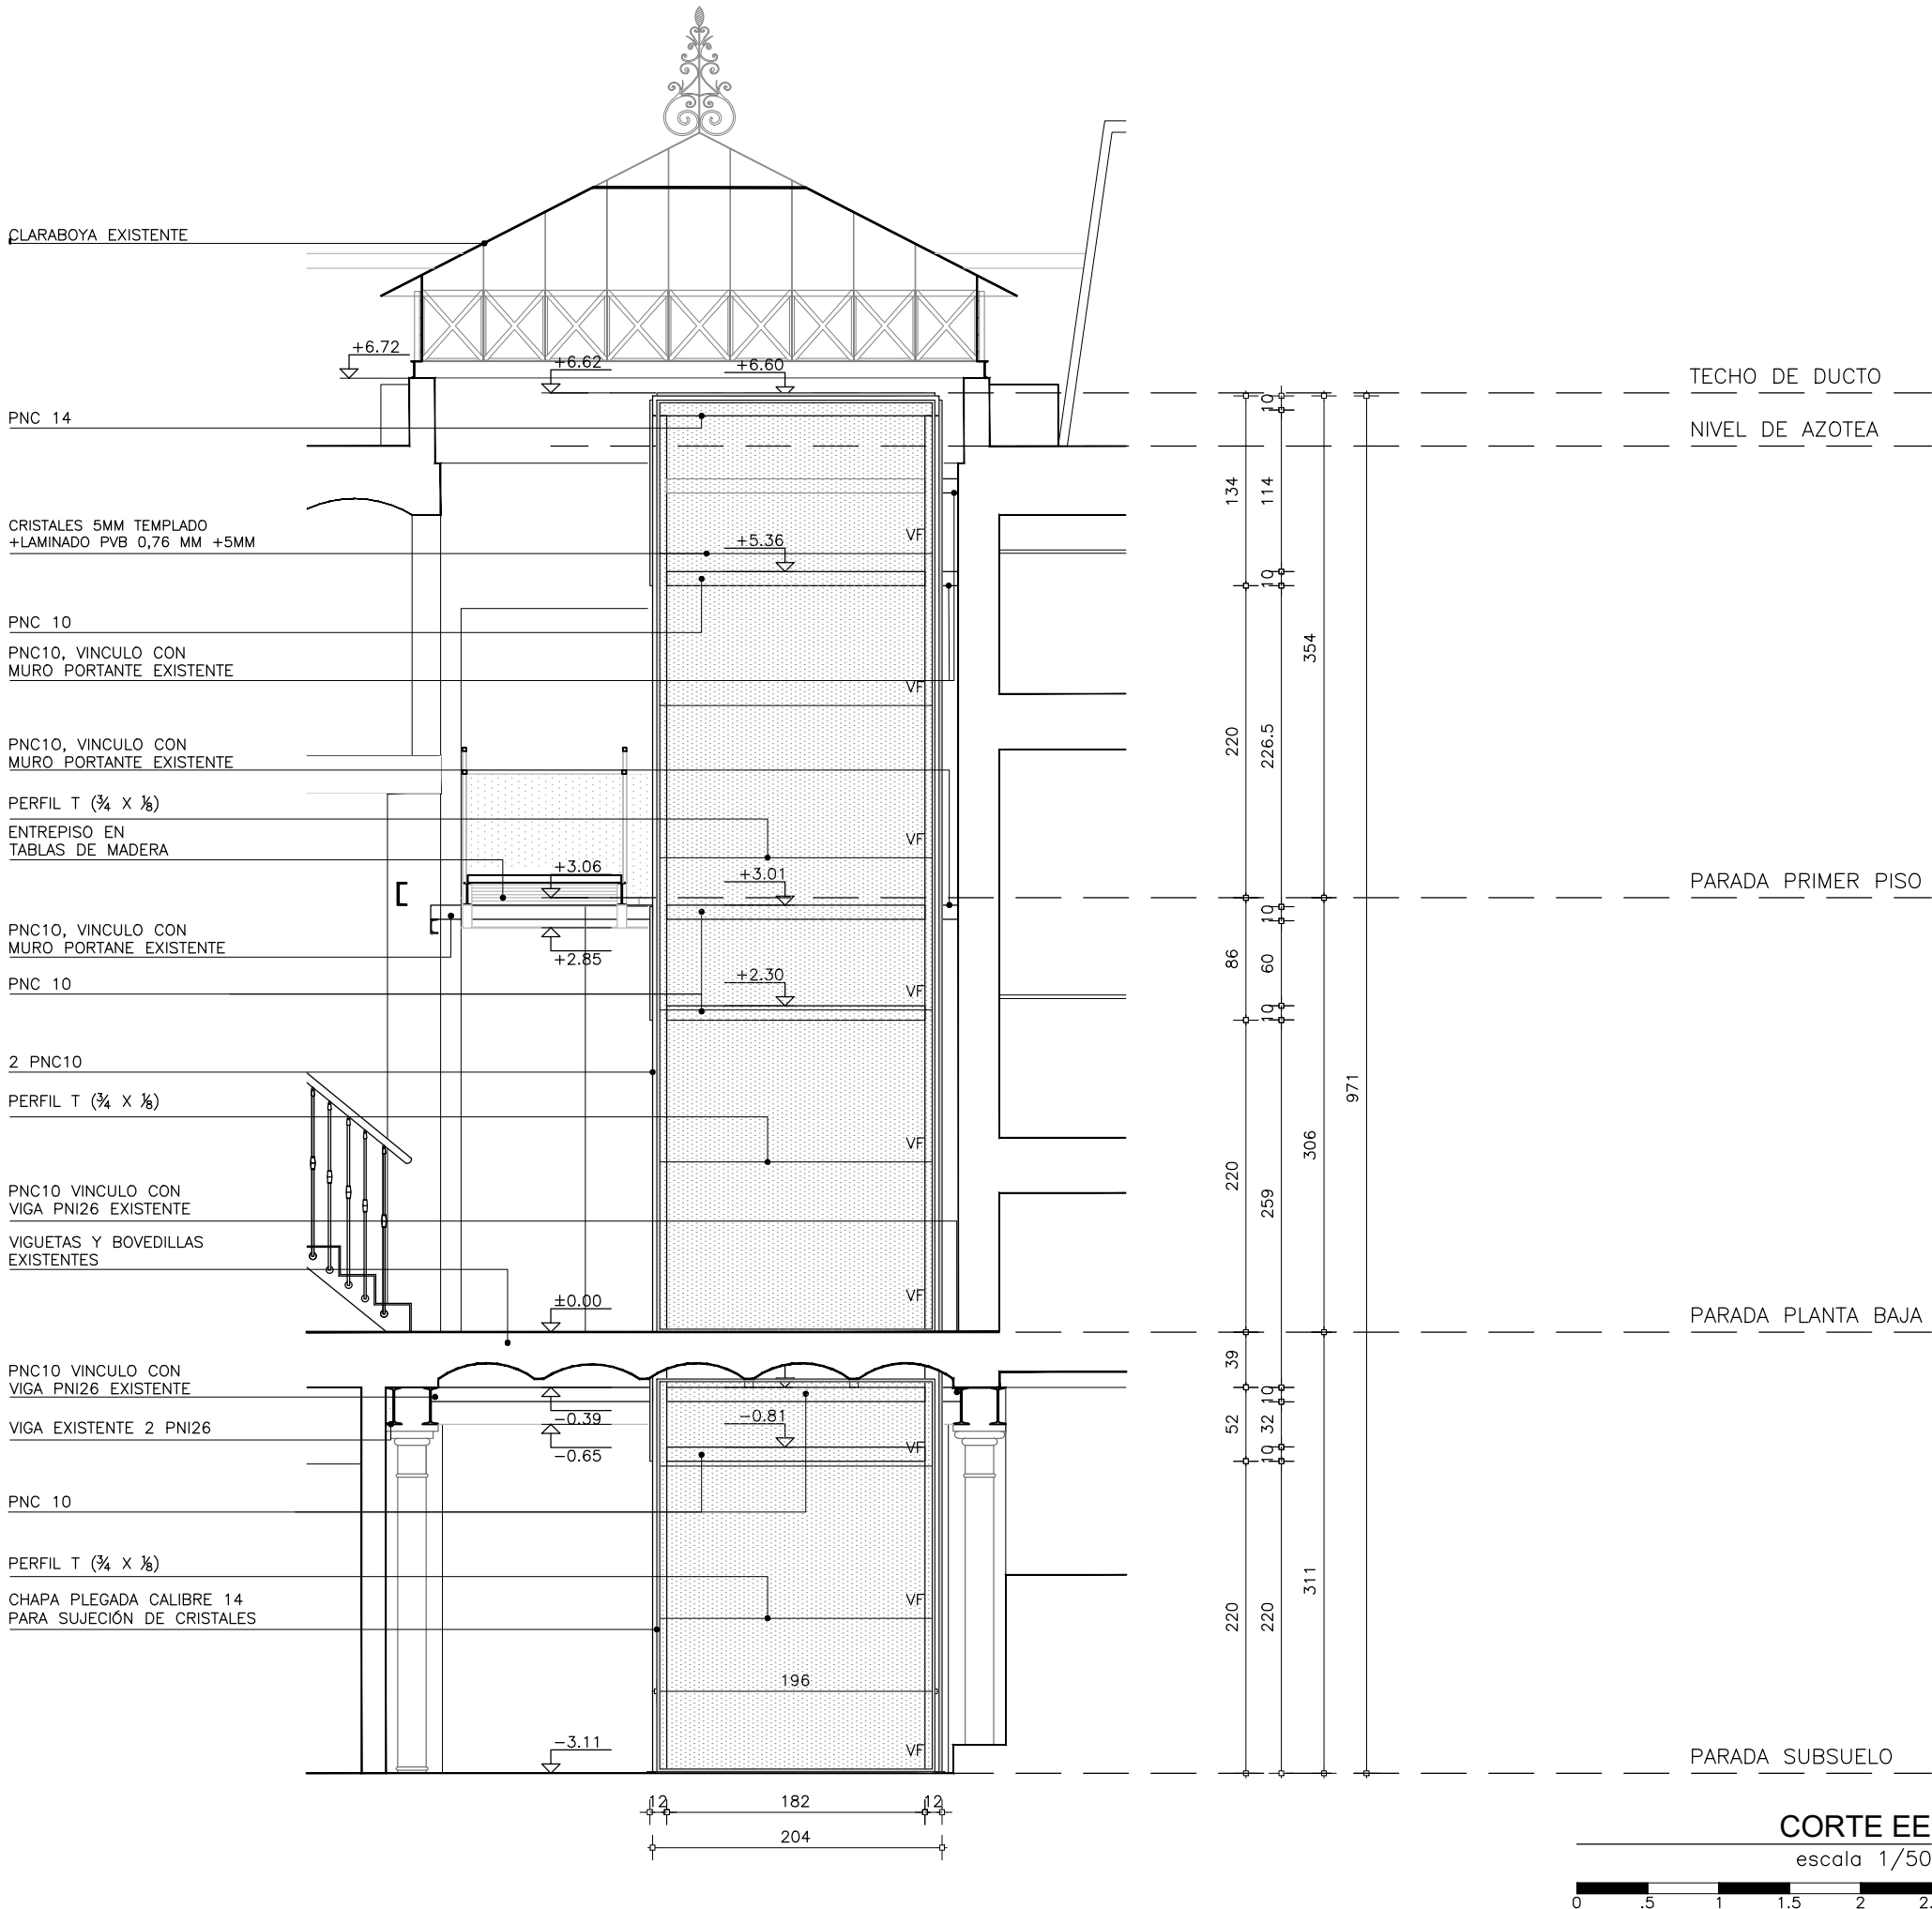 CLARABOYA EXISTENTE
PNC 14
CRISTALES 5MM TEMPLADO
+LAMINADO PVB 0,76 MM +5MM
PNC 10
PNC10, VINCULO CON
MURO PORTANTE EXISTENTE
PNC10, VINCULO CON
MURO PORTANTE EXISTENTE
PERFIL T (¾ X ⅛)
ENTREPISO EN
TABLAS DE MADERA
PNC10, VINCULO CON
MURO PORTANE EXISTENTE
PNC 10
2 PNC10
PERFIL T (¾ X ⅛)
PNC10 VINCULO CON
VIGA PNI26 EXISTENTE
VIGUETAS Y BOVEDILLAS
EXISTENTES
PNC10 VINCULO CON
VIGA PNI26 EXISTENTE
VIGA EXISTENTE 2 PNI26
PNC 10
PERFIL T (¾ X ⅛)
CHAPA PLEGADA CALIBRE 14
PARA SUJECIÓN DE CRISTALES
+6.72
+6.62
+6.60
VF
+5.36
VF
VF
+3.06
+3.01
+2.85
+2.30
VF
VF
±0.00
VF
-0.39
-0.81
-0.65
VF
VF
196
-3.11
VF
12
182
12
204
134
220
86
220
39
52
220
10
114
10
226.5
10
60
10
259
10
32
10
220
354
306
311
971
TECHO DE DUCTO
NIVEL DE AZOTEA
PARADA PRIMER PISO
PARADA PLANTA BAJA
PARADA SUBSUELO
CORTE EE
escala 1/50
0 .5 1 1.5 2 2.